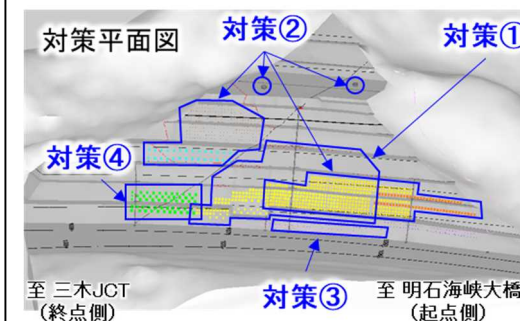 対策平面図
対策②
対策①
対策④
対策③
至 三木JCT
(終点側)
至 明石海峡大橋
(起点側)